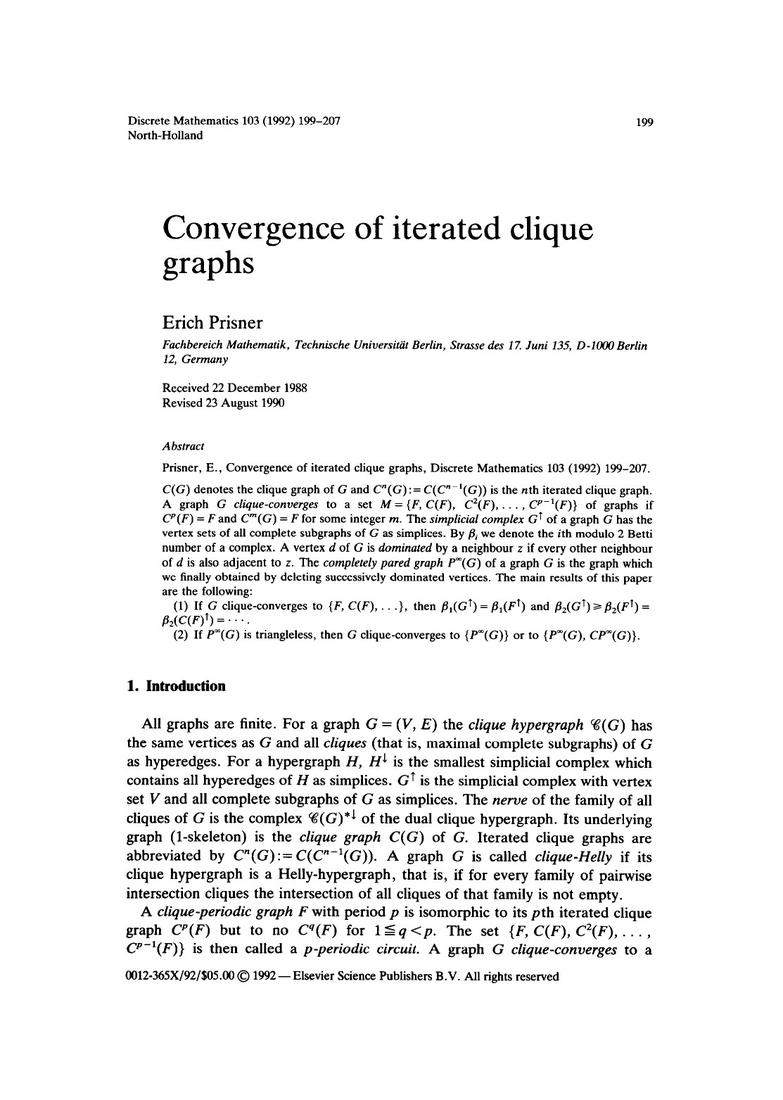 Discrete Mathematics 103 (1992) 199–207
North-Holland
199
Convergence of iterated clique
graphs
Erich Prisner
Fachbereich Mathematik, Technische Universität Berlin, Strasse des 17. Juni 135, D-1000 Berlin
12, Germany
Received 22 December 1988
Revised 23 August 1990
Abstract
Prisner, E., Convergence of iterated clique graphs, Discrete Mathematics 103 (1992) 199–207.
C(G) denotes the clique graph of G and Cⁿ(G) := C(Cⁿ⁻¹(G)) is the nth iterated clique graph.
A graph G clique-converges to a set M = {F, C(F), C²(F), . . . , Cᵖ⁻¹(F)} of graphs if
Cᵖ(F) = F and Cᵐ(G) = F for some integer m. The simplicial complex G↑ of a graph G has the
vertex sets of all complete subgraphs of G as simplices. By βᵢ we denote the ith modulo 2 Betti
number of a complex. A vertex d of G is dominated by a neighbour z if every other neighbour
of d is also adjacent to z. The completely pared graph P∞(G) of a graph G is the graph which
we finally obtained by deleting successively dominated vertices. The main results of this paper
are the following:
(1) If G clique-converges to {F, C(F), . . .}, then β₁(G↑) = β₁(F↑) and β₂(G↑) ≥ β₂(F↑) =
β₂(C(F)↑) = · · · .
(2) If P∞(G) is triangleless, then G clique-converges to {P∞(G)} or to {P∞(G), CP∞(G)}.
1. Introduction
All graphs are finite. For a graph G = (V, E) the clique hypergraph 𝒞(G) has
the same vertices as G and all cliques (that is, maximal complete subgraphs) of G
as hyperedges. For a hypergraph H, H↓ is the smallest simplicial complex which
contains all hyperedges of H as simplices. G↑ is the simplicial complex with vertex
set V and all complete subgraphs of G as simplices. The nerve of the family of all
cliques of G is the complex 𝒞(G)*↓ of the dual clique hypergraph. Its underlying
graph (1-skeleton) is the clique graph C(G) of G. Iterated clique graphs are
abbreviated by Cⁿ(G) := C(Cⁿ⁻¹(G)). A graph G is called clique-Helly if its
clique hypergraph is a Helly-hypergraph, that is, if for every family of pairwise
intersection cliques the intersection of all cliques of that family is not empty.
A clique-periodic graph F with period p is isomorphic to its pth iterated clique
graph Cᵖ(F) but to no C^q(F) for 1 ≦ q < p. The set {F, C(F), C²(F), . . . ,
Cᵖ⁻¹(F)} is then called a p-periodic circuit. A graph G clique-converges to a
0012-365X/92/$05.00 © 1992 — Elsevier Science Publishers B.V. All rights reserved